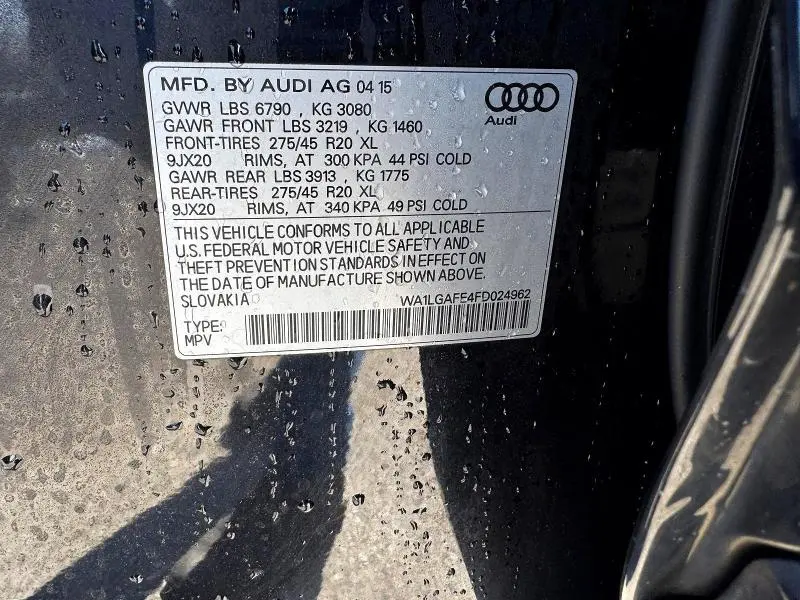 MFD. BY AUDI AG 04 15
GVWR LBS 6790 , KG 3080
GAWR FRONT LBS 3219 , KG 1460
FRONT-TIRES 275/45 R20 XL
9JX20 RIMS, AT 300 KPA 44 PSI COLD
GAWR REAR LBS 3913 , KG 1775
REAR-TIRES 275/45 R20 XL
9JX20 RIMS, AT 340 KPA 49 PSI COLD
Audi
THIS VEHICLE CONFORMS TO ALL APPLICABLE
U.S. FEDERAL MOTOR VEHICLE SAFETY AND
THEFT PREVENTION STANDARDS IN EFFECT ON
THE DATE OF MANUFACTURE SHOWN ABOVE.
SLOVAKIA WA1LGAFE4FD024962
TYPE:
MPV